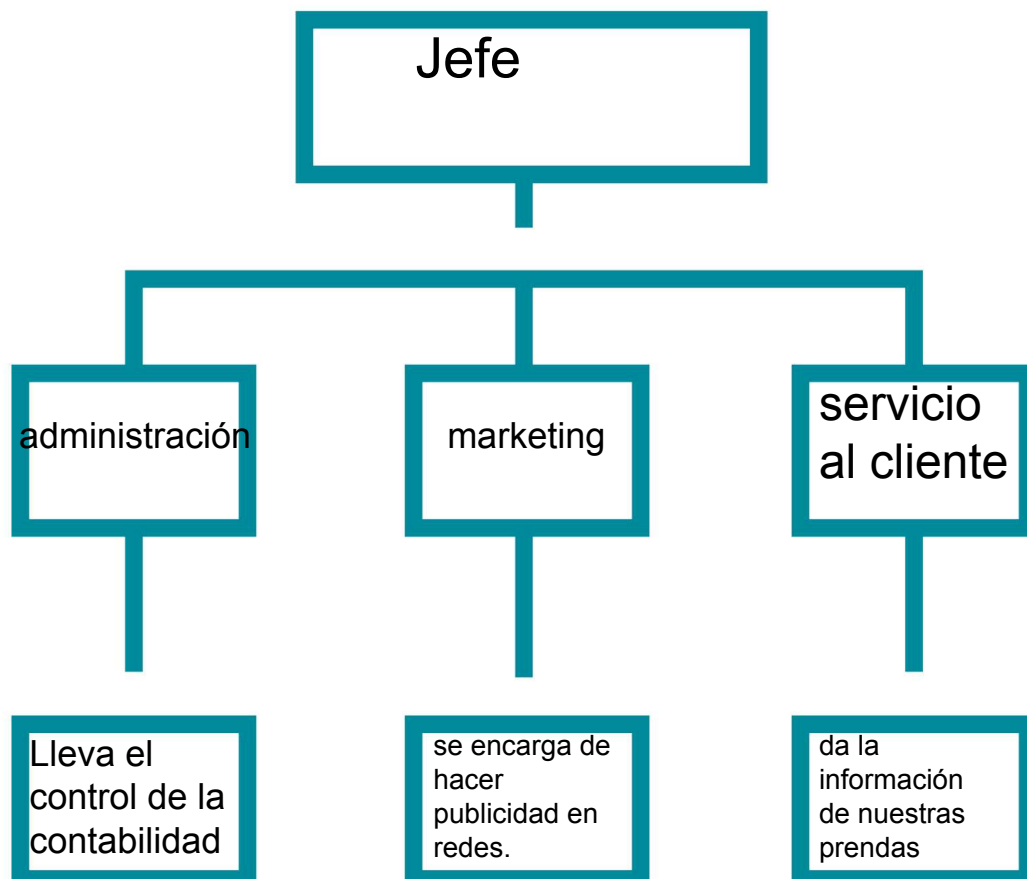 Jefe
administración
marketing
servicio
al cliente
Lleva el
control de la
contabilidad
se encarga de
hacer
publicidad en
redes.
da la
información
de nuestras
prendas